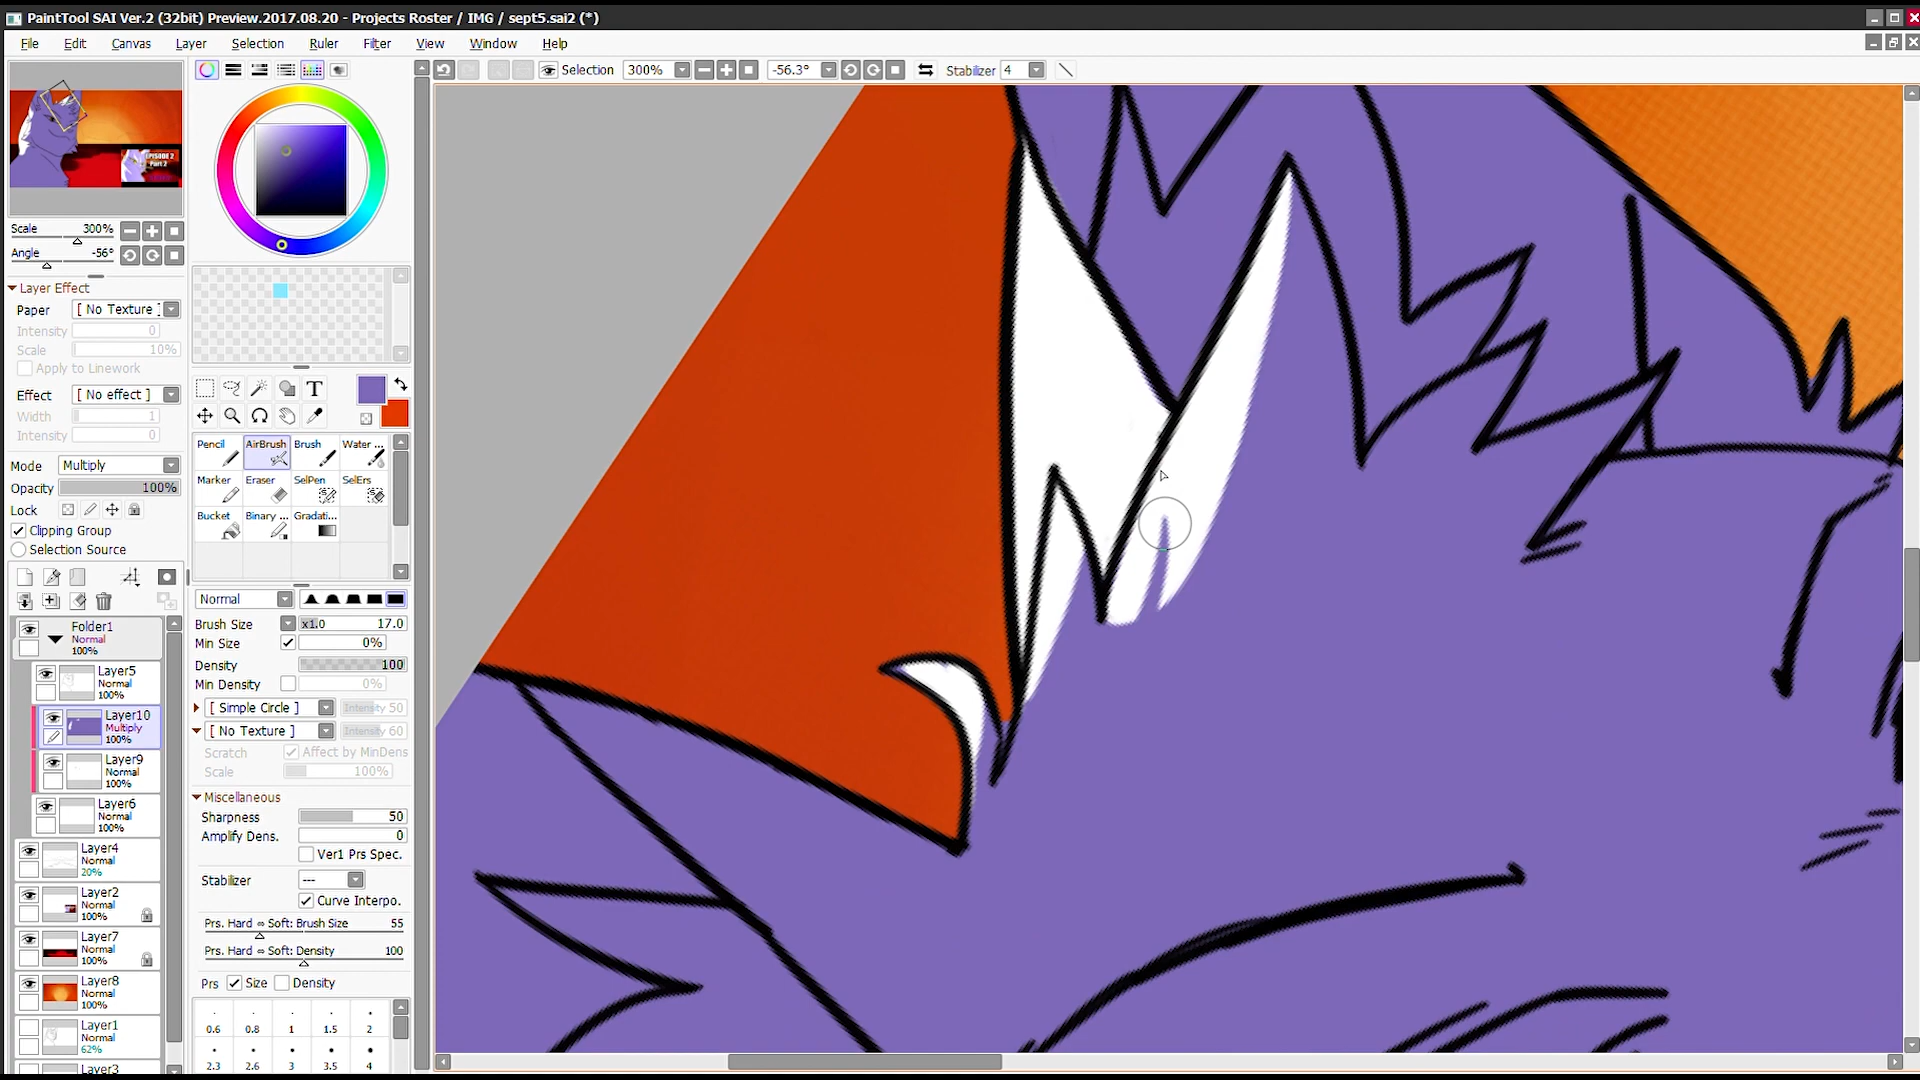 PaintTool SAI Ver.2 (32bit) Preview.2017.08.20 - Projects Roster / IMG / sept5.sai2 (*)
File Edit Canvas Layer Selection Ruler Filter View Window Help
Selection 300% -56.3° Stabilizer 4
EPISODE 2
Part 2
Scale 300%
Angle -56°
Layer Effect
Paper [ No Texture ]
Intensity 0
Scale 10%
Apply to Linework
Effect [ No effect ]
Width 1
Intensity 0
Mode Multiply
Opacity 100%
Lock
Clipping Group
Selection Source
Folder1
Normal
100%
Layer5
Normal
100%
Layer10
Multiply
100%
Layer9
Normal
100%
Layer6
Normal
100%
Layer4
Normal
20%
Layer2
Normal
100%
Layer7
Normal
100%
Layer8
Normal
100%
Layer1
Normal
62%
Layer3
T
Pencil AirBrush Brush Water ...
Marker Eraser SelPen SelErs
Bucket Binary ... Gradati...
Normal
Brush Size x1.0 17.0
Min Size 0%
Density 100
Min Density 0%
[ Simple Circle ] Intensity 50
[ No Texture ] Intensity 60
Scratch Affect by MinDens
Scale 100%
Miscellaneous
Sharpness 50
Amplify Dens. 0
Ver1 Prs Spec.
Stabilizer ---
Curve Interpo.
Prs. Hard ⇔ Soft: Brush Size 55
Prs. Hard ⇔ Soft: Density 100
Prs Size Density
0.6 0.8 1 1.5 2
2.3 2.6 3 3.5 4